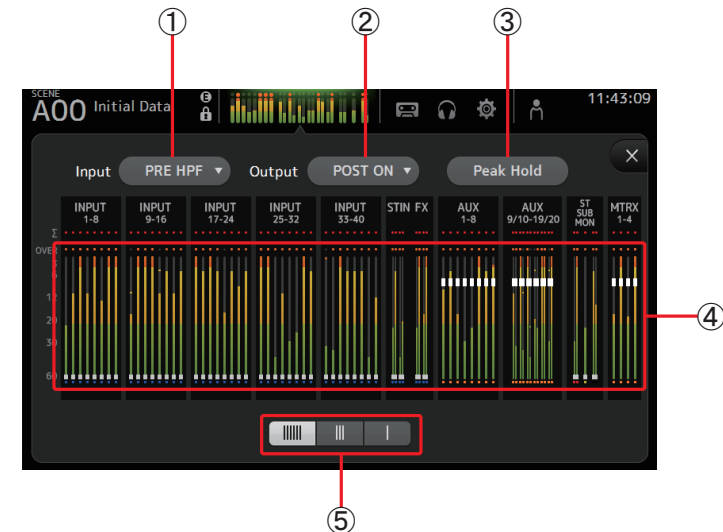 ① ② ③
SCENE
A00 Initial Data E 11:43:09
Input PRE HPF Output POST ON Peak Hold
INPUT 1-8
INPUT 9-16
INPUT 17-24
INPUT 25-32
INPUT 33-40
STIN FX
AUX 1-8
AUX 9/10-19/20
ST SUB MON
MTRX 1-4
Σ
OVER
12
20
30
60
④
⑤